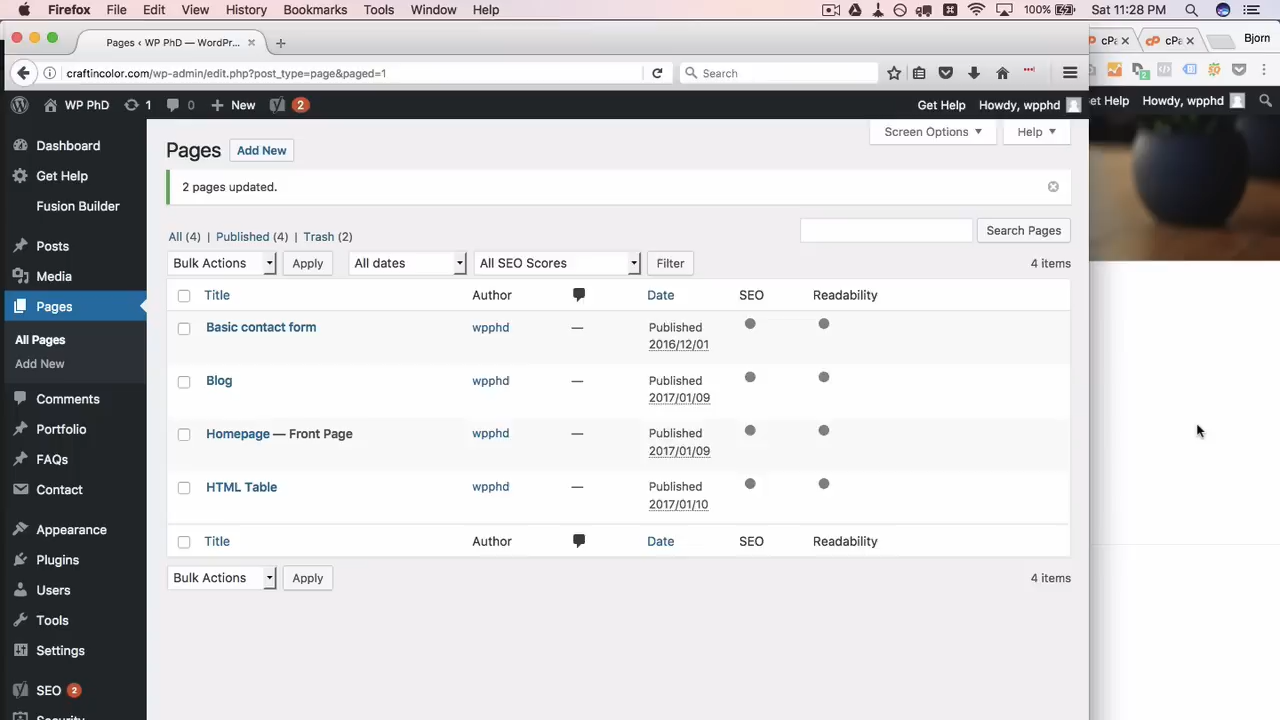 Firefox File Edit View History Bookmarks Tools Window Help 100% Sat 11:28 PM
Pages ‹ WP PhD — WordPr... cPa cPa Bjorn
craftincolor.com/wp-admin/edit.php?post_type=page&paged=1 Search
WP PhD 1 0 New 2 Get Help Howdy, wpphd et Help Howdy, wpphd
Dashboard
Get Help
Fusion Builder
Posts
Media
Pages
All Pages
Add New
Comments
Portfolio
FAQs
Contact
Appearance
Plugins
Users
Tools
Settings
SEO 2
Security
Screen Options Help
Pages Add New
2 pages updated.
All (4) | Published (4) | Trash (2) Search Pages
Bulk Actions Apply All dates All SEO Scores Filter 4 items
Title Author Date SEO Readability
Basic contact form wpphd — Published
2016/12/01
Blog wpphd — Published
2017/01/09
Homepage — Front Page wpphd — Published
2017/01/09
HTML Table wpphd — Published
2017/01/10
Title Author Date SEO Readability
Bulk Actions Apply 4 items